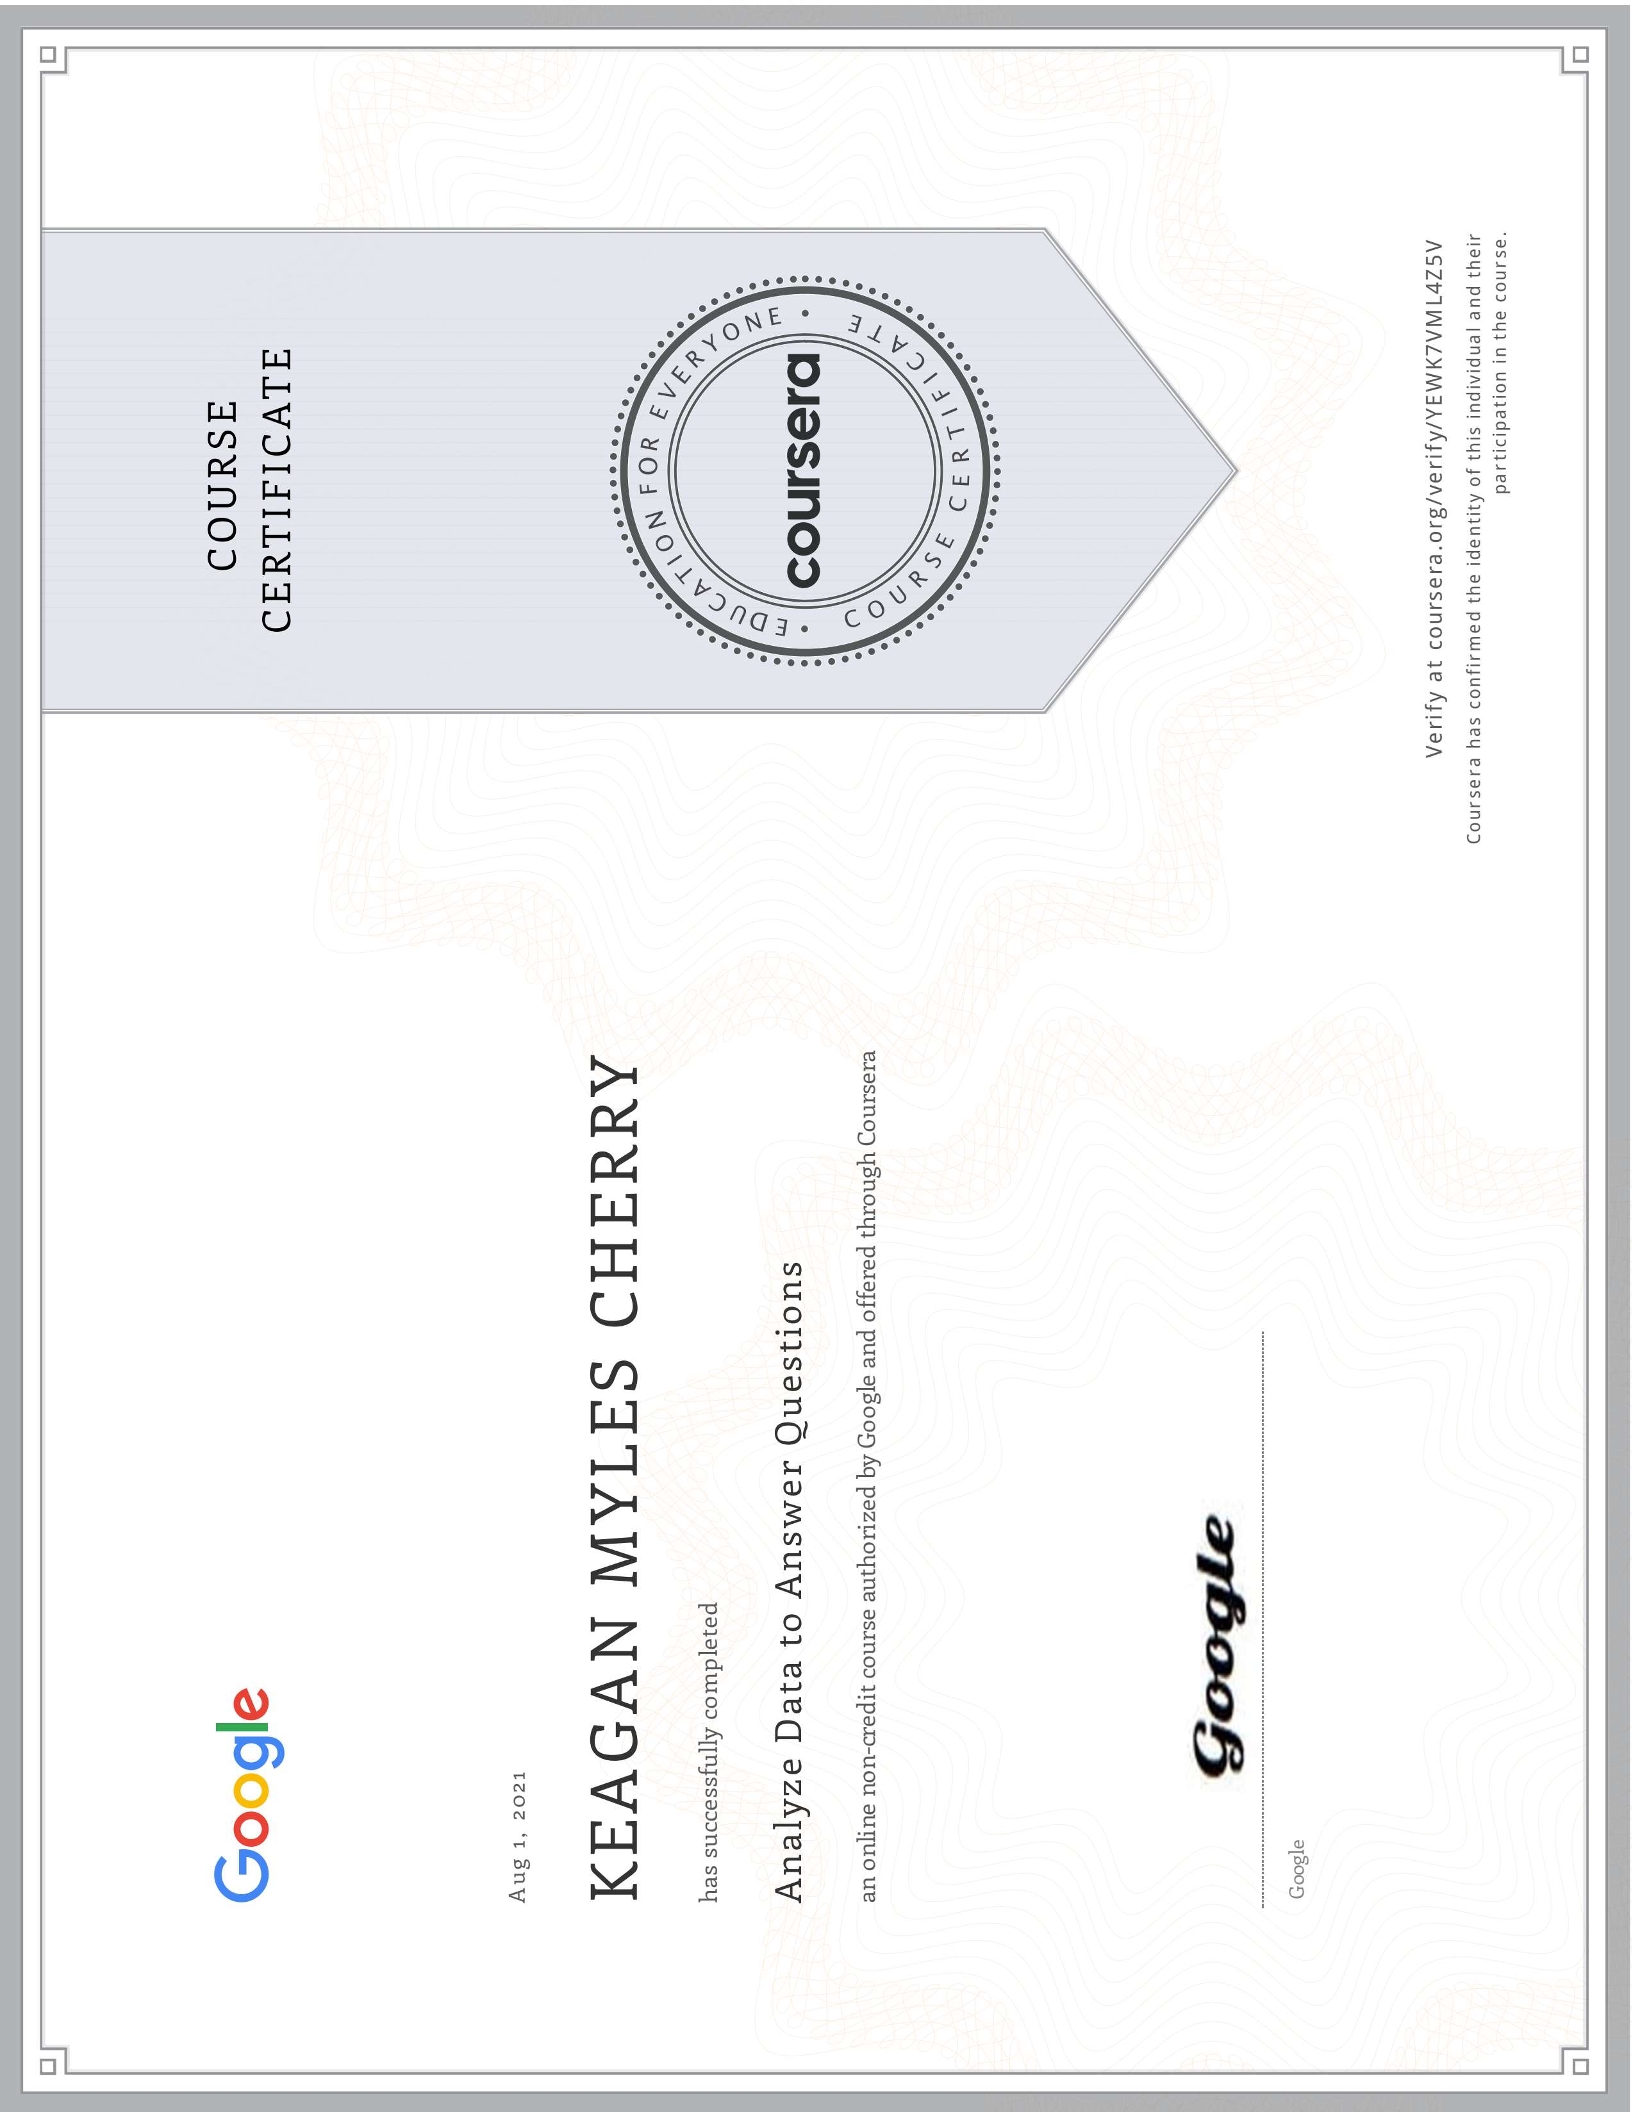 Google
COURSE
CERTIFICATE
Aug 1, 2021
KEAGAN MYLES CHERRY
has successfully completed
Analyze Data to Answer Questions
an online non-credit course authorized by Google and offered through Coursera
EDUCATION FOR EVERYONE
coursera
COURSE CERTIFICATE
Google
Google
Verify at coursera.org/verify/YEWK7VML4Z5V
Coursera has confirmed the identity of this individual and their
participation in the course.